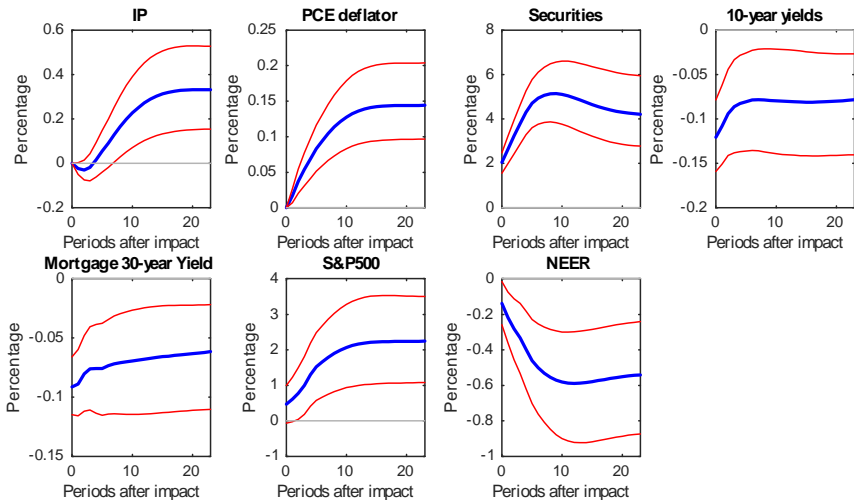 IP
PCE deflator
Securities
10-year yields
Percentage
0.6
0.4
0.2
0
-0.2
0
10
20
Periods after impact
Percentage
0.25
0.2
0.15
0.1
0.05
0
0
10
20
Periods after impact
Percentage
8
6
4
2
0
0
10
20
Periods after impact
Percentage
0
-0.05
-0.1
-0.15
-0.2
0
10
20
Periods after impact
Mortgage 30-year Yield
S&P500
NEER
Percentage
0
-0.05
-0.1
-0.15
0
10
20
Periods after impact
Percentage
4
3
2
1
0
-1
0
10
20
Periods after impact
Percentage
0
-0.2
-0.4
-0.6
-0.8
-1
0
10
20
Periods after impact